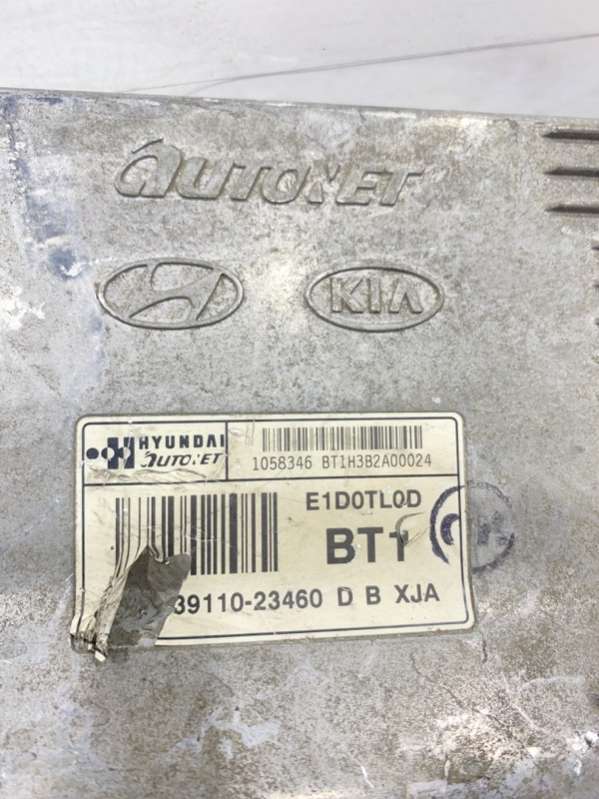 AUTONET
KIA
HYUNDAI
AUTONET
1058346 BT1H3B2A00024
E1D0TL0D
BT1
39110-23460 D B XJA